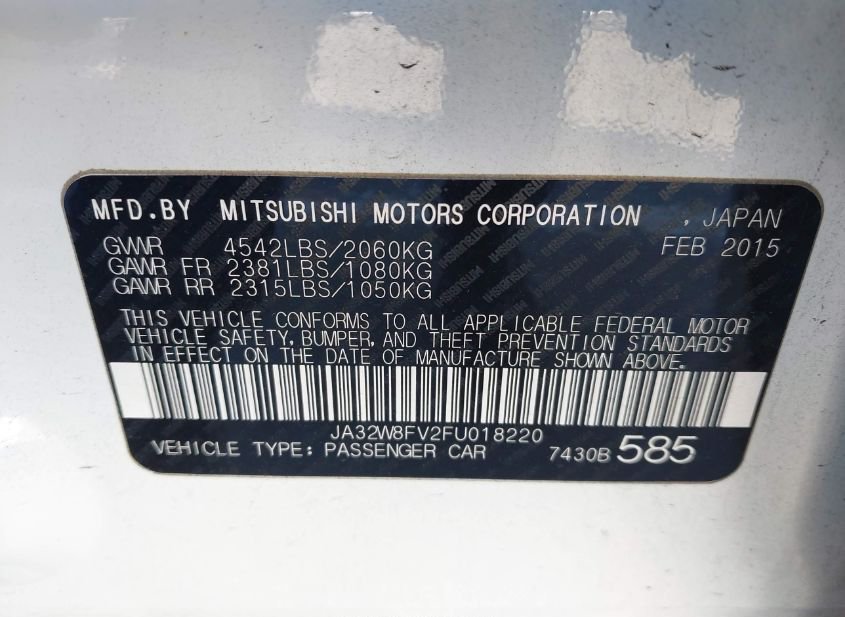 MFD.BY MITSUBISHI MOTORS CORPORATION , JAPAN
GVWR 4542LBS/2060KG FEB 2015
GAWR FR 2381LBS/1080KG
GAWR RR 2315LBS/1050KG
THIS VEHICLE CONFORMS TO ALL APPLICABLE FEDERAL MOTOR
VEHICLE SAFETY, BUMPER, AND THEFT PREVENTION STANDARDS
IN EFFECT ON THE DATE OF MANUFACTURE SHOWN ABOVE.
JA32W8FV2FU018220
VEHICLE TYPE: PASSENGER CAR 7430B 585